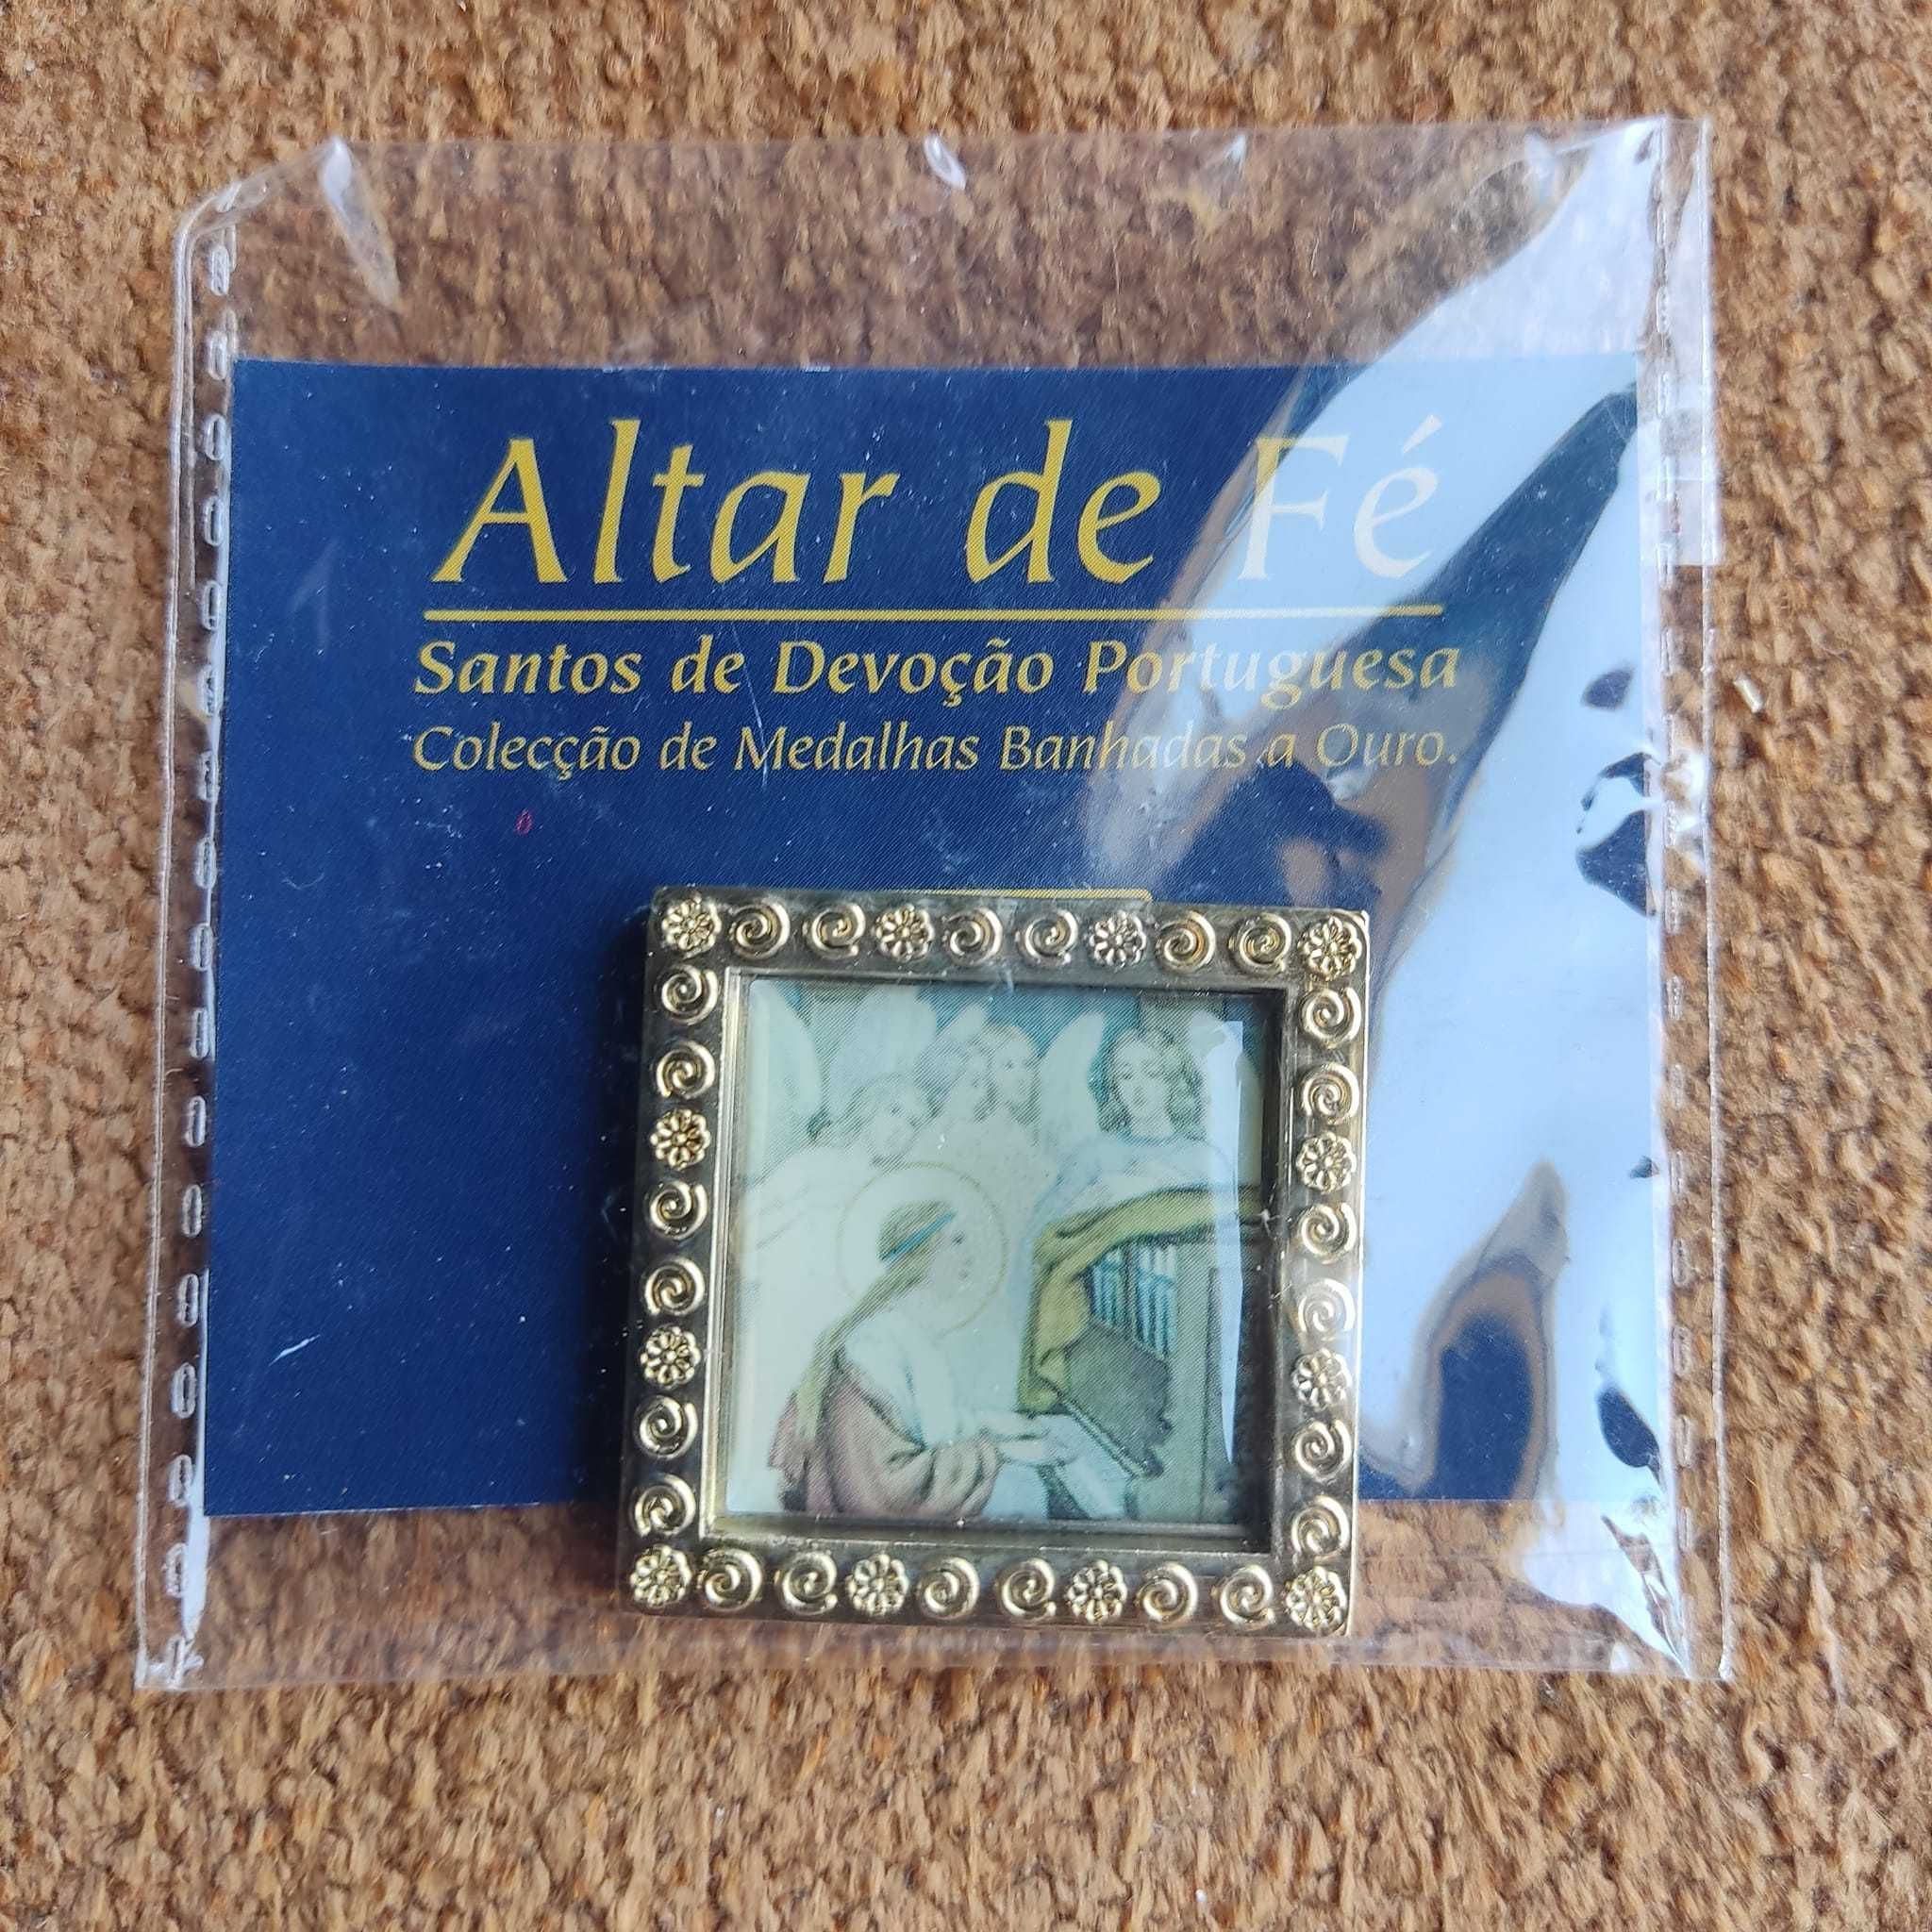 Altar de Fé
Santos de Devoção Portuguesa
Colecção de Medalhas Banhadas a Ouro.